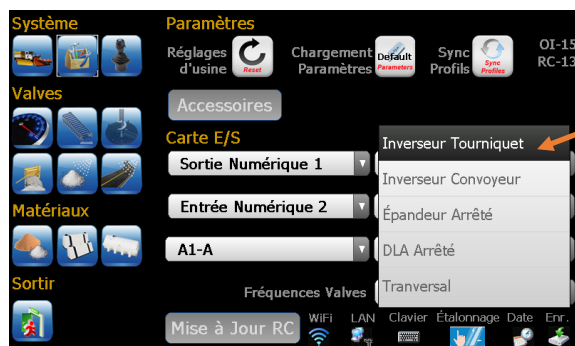 Système
Paramètres
Réglages d'usine
Reset
Chargement Paramètres
Default Parameters
Sync Profils
Sync Profiles
OI-15
RC-13
Valves
Accessoires
Carte E/S
Sortie Numérique 1
Inverseur Tourniquet
Inverseur Convoyeur
Entrée Numérique 2
Épandeur Arrêté
Matériaux
A1-A
DLA Arrêté
Sortir
Fréquences Valves
Tranversal
Mise à Jour RC
WiFi
LAN
Clavier
Étalonnage
Date
Enr.